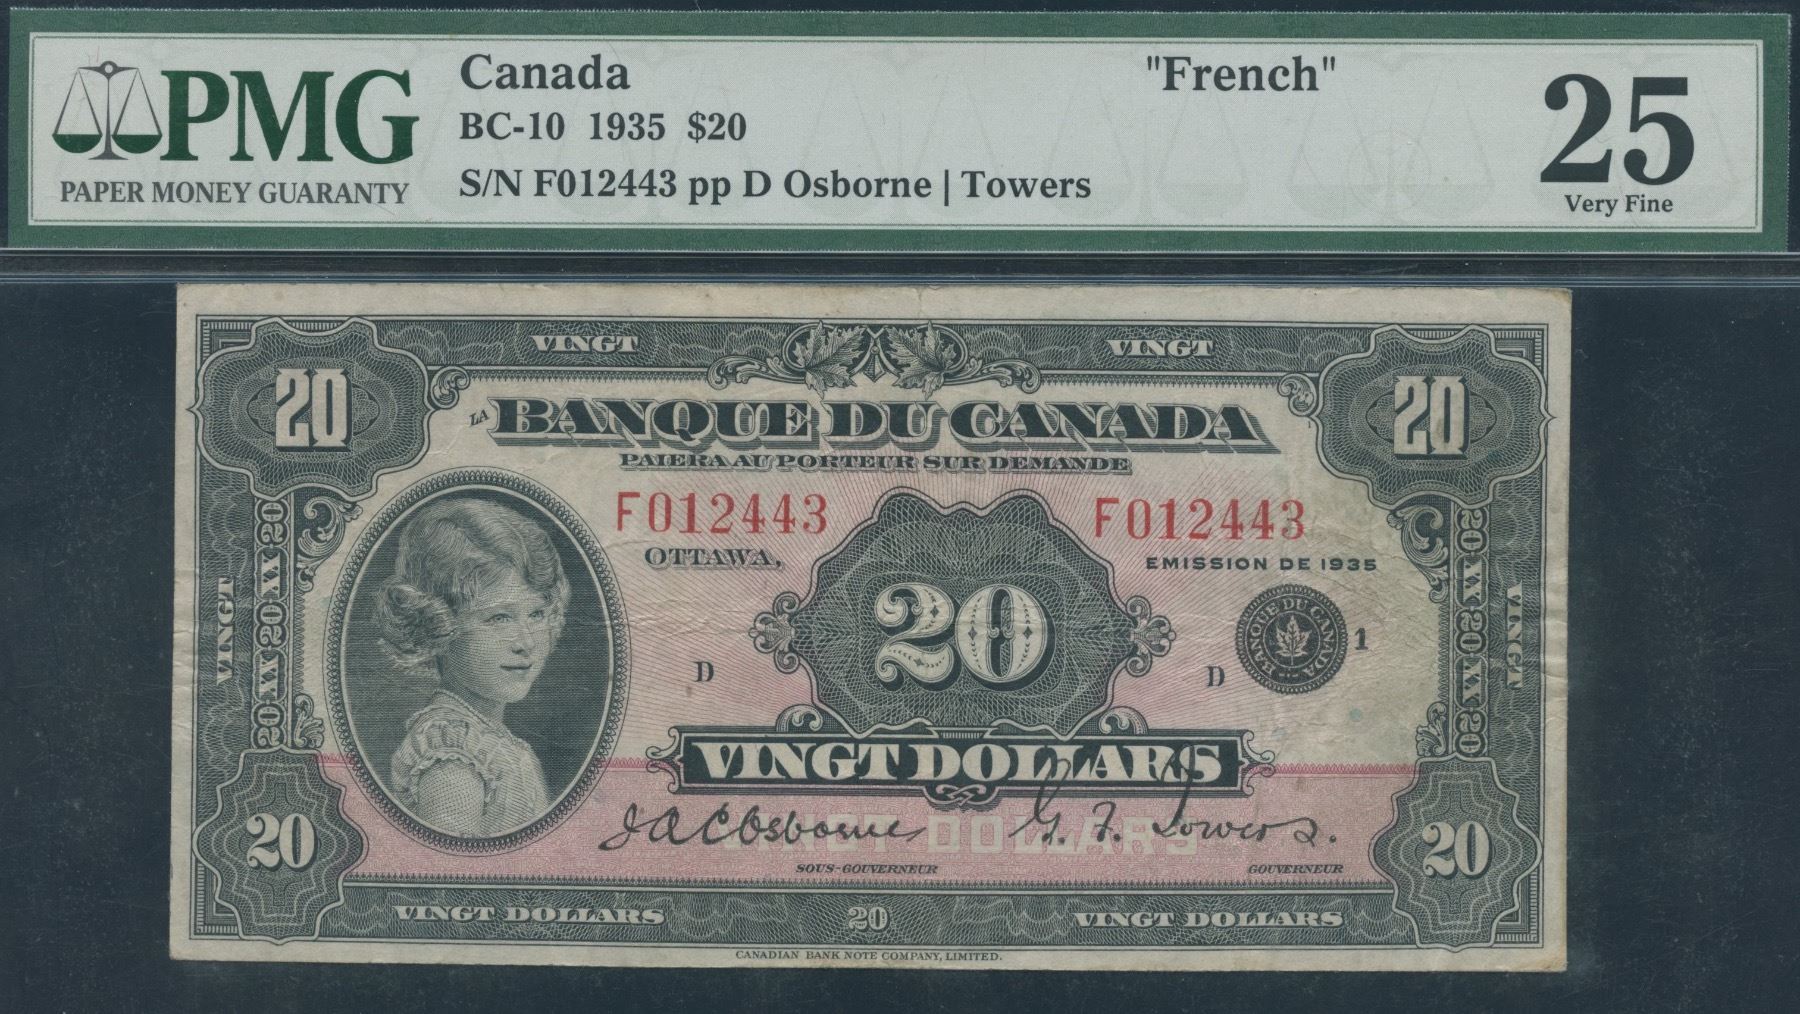 PMG
PAPER MONEY GUARANTY
Canada
"French"
BC-10 1935 $20
S/N F012443 pp D Osborne | Towers
25
Very Fine
VINGT
VINGT
20
20
LA BANQUE DU CANADA
PAIERA AU PORTEUR SUR DEMANDE
F012443
F012443
OTTAWA,
EMISSION DE 1935
20 XX 20 XX 20
20 XX 20 XX 20
VINGT
VINGT
20
D
D
BANQUE DU CANADA
1
VINGT DOLLARS
VINGT DOLLARS
J A C Osborne
G. F. Towers.
SOUS-GOUVERNEUR
GOUVERNEUR
20
20
VINGT DOLLARS
20
VINGT DOLLARS
CANADIAN BANK NOTE COMPANY, LIMITED.